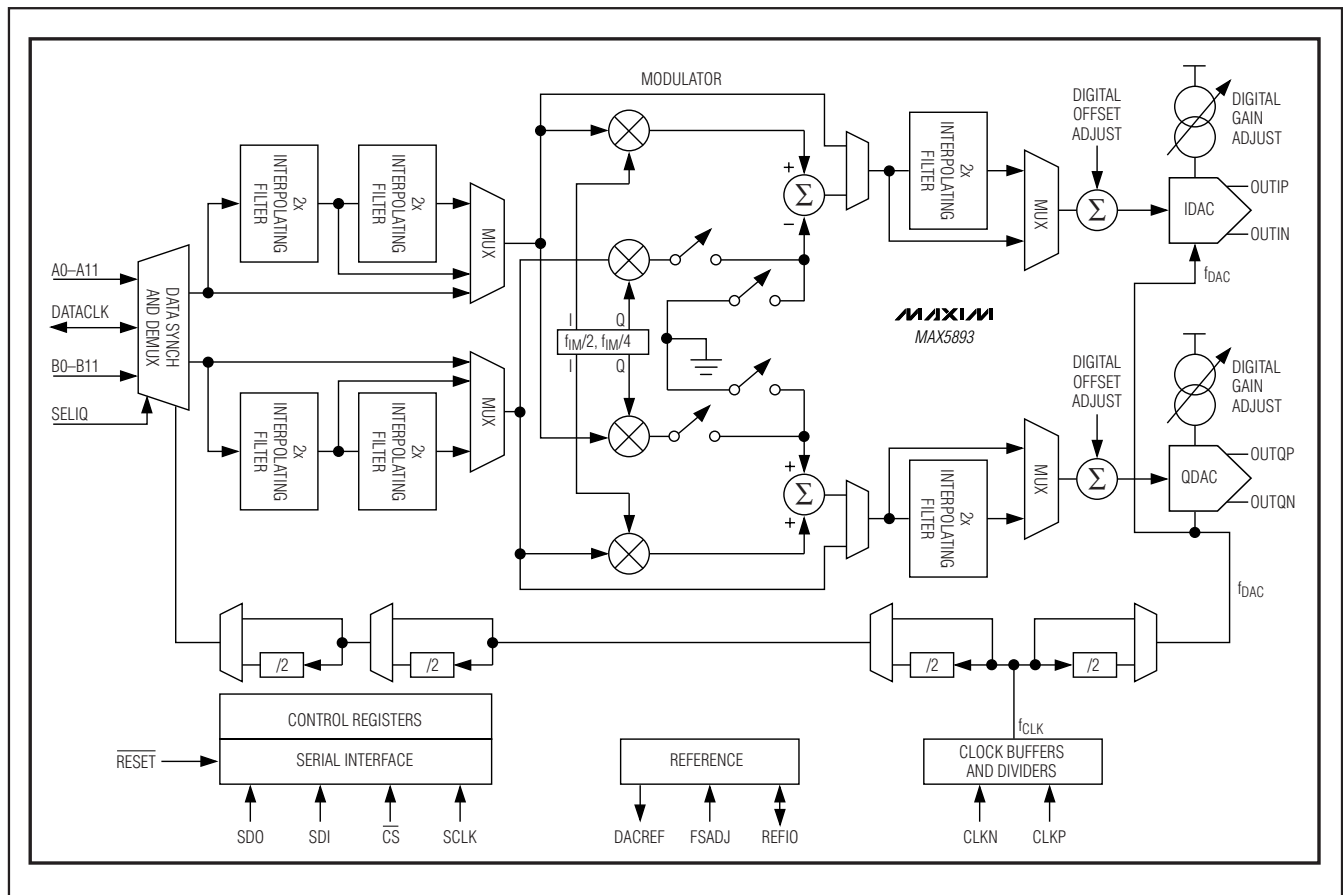 MODULATOR
DIGITAL
OFFSET
ADJUST
DIGITAL
GAIN
ADJUST
2x
INTERPOLATING
FILTER
2x
INTERPOLATING
FILTER
MUX
2x
INTERPOLATING
FILTER
MUX
+
Σ
−
Σ
IDAC
OUTIP
OUTIN
fDAC
A0–A11
DATACLK
B0–B11
SELIQ
DATA SYNCH
AND DEMUX
I
Q
fIM/2, fIM/4
I
Q
MAXIM
MAX5893
DIGITAL
OFFSET
ADJUST
DIGITAL
GAIN
ADJUST
2x
INTERPOLATING
FILTER
2x
INTERPOLATING
FILTER
MUX
+
Σ
+
2x
INTERPOLATING
FILTER
MUX
Σ
QDAC
OUTQP
OUTQN
fDAC
/2
/2
/2
/2
fCLK
CONTROL REGISTERS
SERIAL INTERFACE
RESET
SDO
SDI
CS
SCLK
REFERENCE
DACREF
FSADJ
REFIO
CLOCK BUFFERS
AND DIVIDERS
CLKN
CLKP